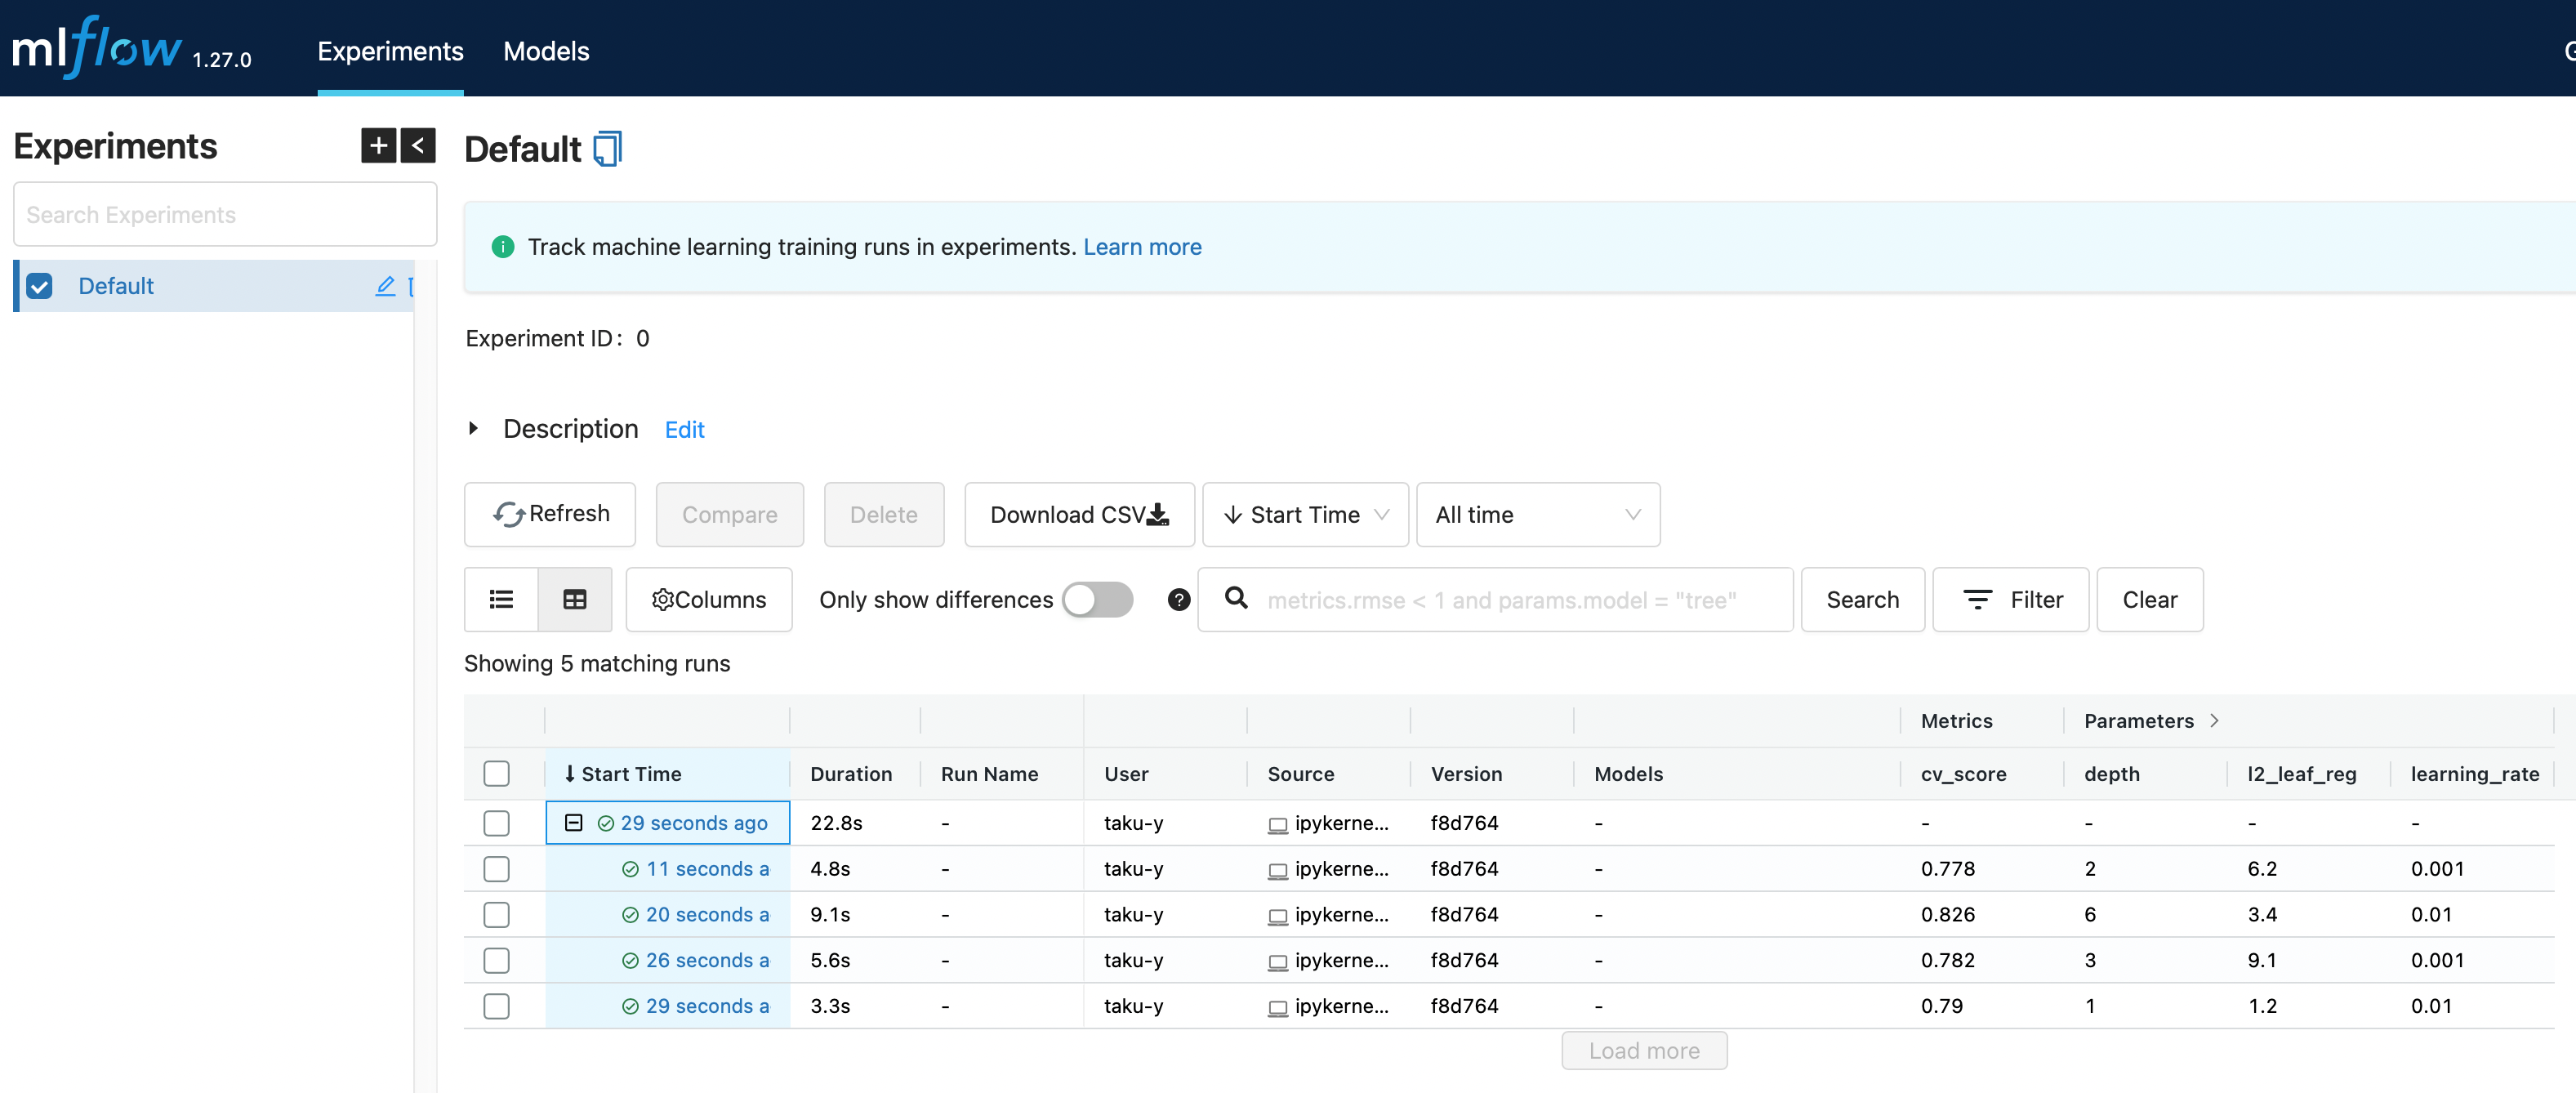 mlflow 1.27.0 Experiments Models
Experiments
Search Experiments
Default
Default
Track machine learning training runs in experiments. Learn more
Experiment ID: 0
Description Edit
Refresh Compare Delete Download CSV Start Time All time
Columns Only show differences metrics.rmse < 1 and params.model = "tree" Search Filter Clear
Showing 5 matching runs
Metrics Parameters
Start Time Duration Run Name User Source Version Models cv_score depth l2_leaf_reg learning_rate
29 seconds ago 22.8s - taku-y ipykerne... f8d764 - - - - -
11 seconds a 4.8s - taku-y ipykerne... f8d764 - 0.778 2 6.2 0.001
20 seconds a 9.1s - taku-y ipykerne... f8d764 - 0.826 6 3.4 0.01
26 seconds a 5.6s - taku-y ipykerne... f8d764 - 0.782 3 9.1 0.001
29 seconds a 3.3s - taku-y ipykerne... f8d764 - 0.79 1 1.2 0.01
Load more